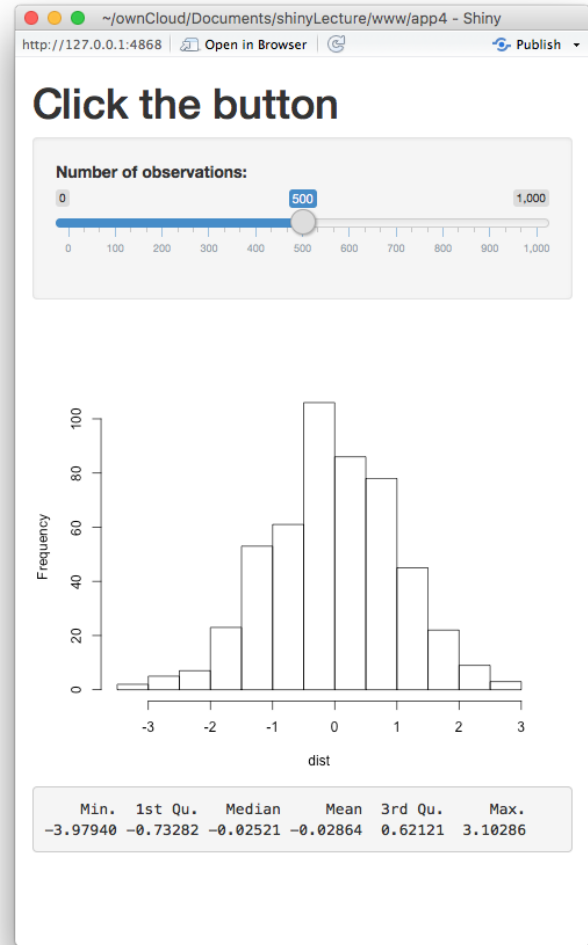 ~/ownCloud/Documents/shinyLecture/www/app4 - Shiny
http://127.0.0.1:4868 Open in Browser Publish
Click the button
Number of observations:
0 500 1,000
0 100 200 300 400 500 600 700 800 900 1,000
Frequency
100
80
60
40
20
0
-3 -2 -1 0 1 2 3
dist
Min. 1st Qu. Median Mean 3rd Qu. Max.
-3.97940 -0.73282 -0.02521 -0.02864 0.62121 3.10286